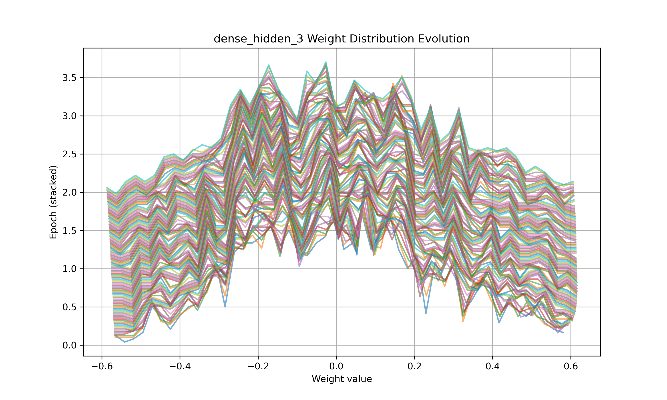 dense_hidden_3 Weight Distribution Evolution
3.5
3.0
2.5
2.0
1.5
1.0
0.5
0.0
Epoch (stacked)
−0.6 −0.4 −0.2 0.0 0.2 0.4 0.6
Weight value